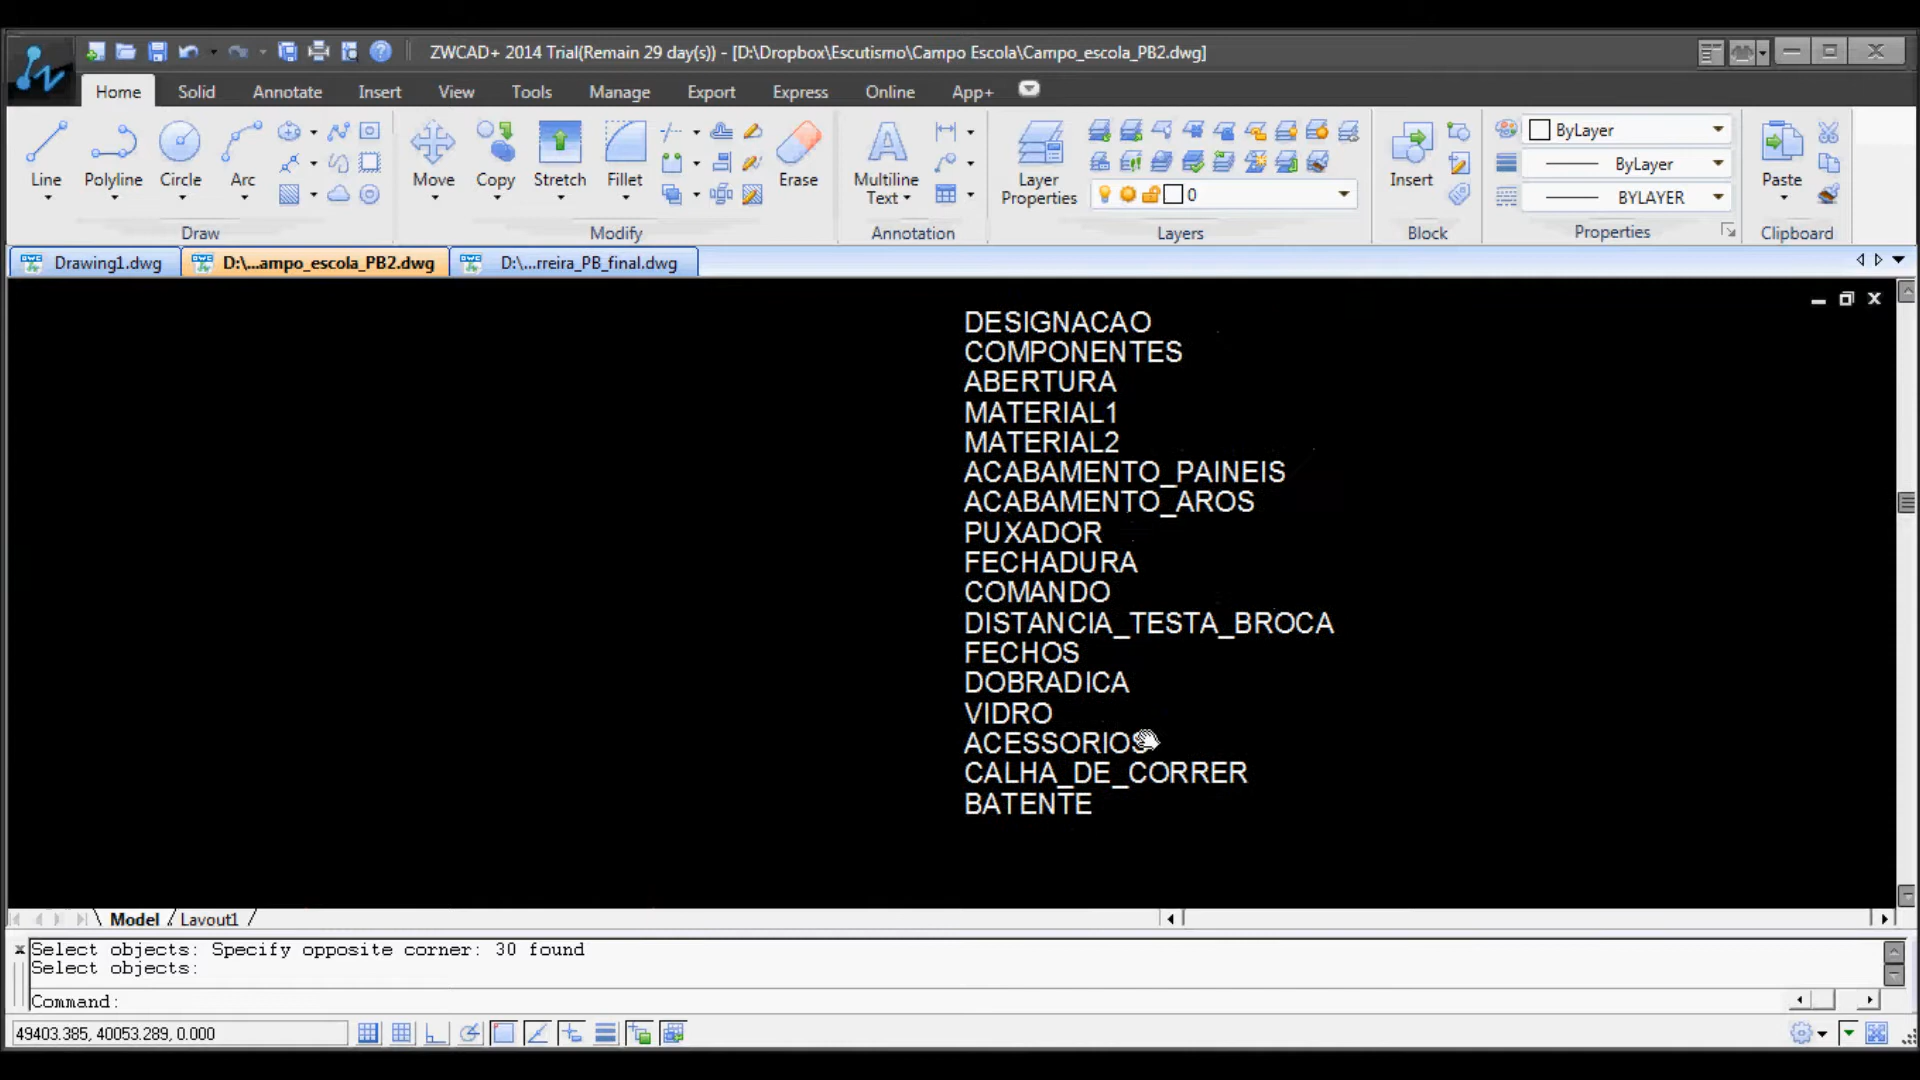 ZWCAD+ 2014 Trial(Remain 29 day(s)) - [D:\Dropbox\Escutismo\Campo Escola\Campo_escola_PB2.dwg]
Home Solid Annotate Insert View Tools Manage Export Express Online App+
Line Polyline Circle Arc Move Copy Stretch Fillet Erase Multiline Text Layer Properties 0 Insert ByLayer ByLayer BYLAYER Paste
Draw Modify Annotation Layers Block Properties Clipboard
Drawing1.dwg D:\...ampo_escola_PB2.dwg D:\...rreira_PB_final.dwg
DESIGNACAO
COMPONENTES
ABERTURA
MATERIAL1
MATERIAL2
ACABAMENTO_PAINEIS
ACABAMENTO_AROS
PUXADOR
FECHADURA
COMANDO
DISTANCIA_TESTA_BROCA
FECHOS
DOBRADICA
VIDRO
ACESSORIOS
CALHA_DE_CORRER
BATENTE
Model / Layout1 /
Select objects: Specify opposite corner: 30 found
Select objects:
Command:
49403.385, 40053.289, 0.000